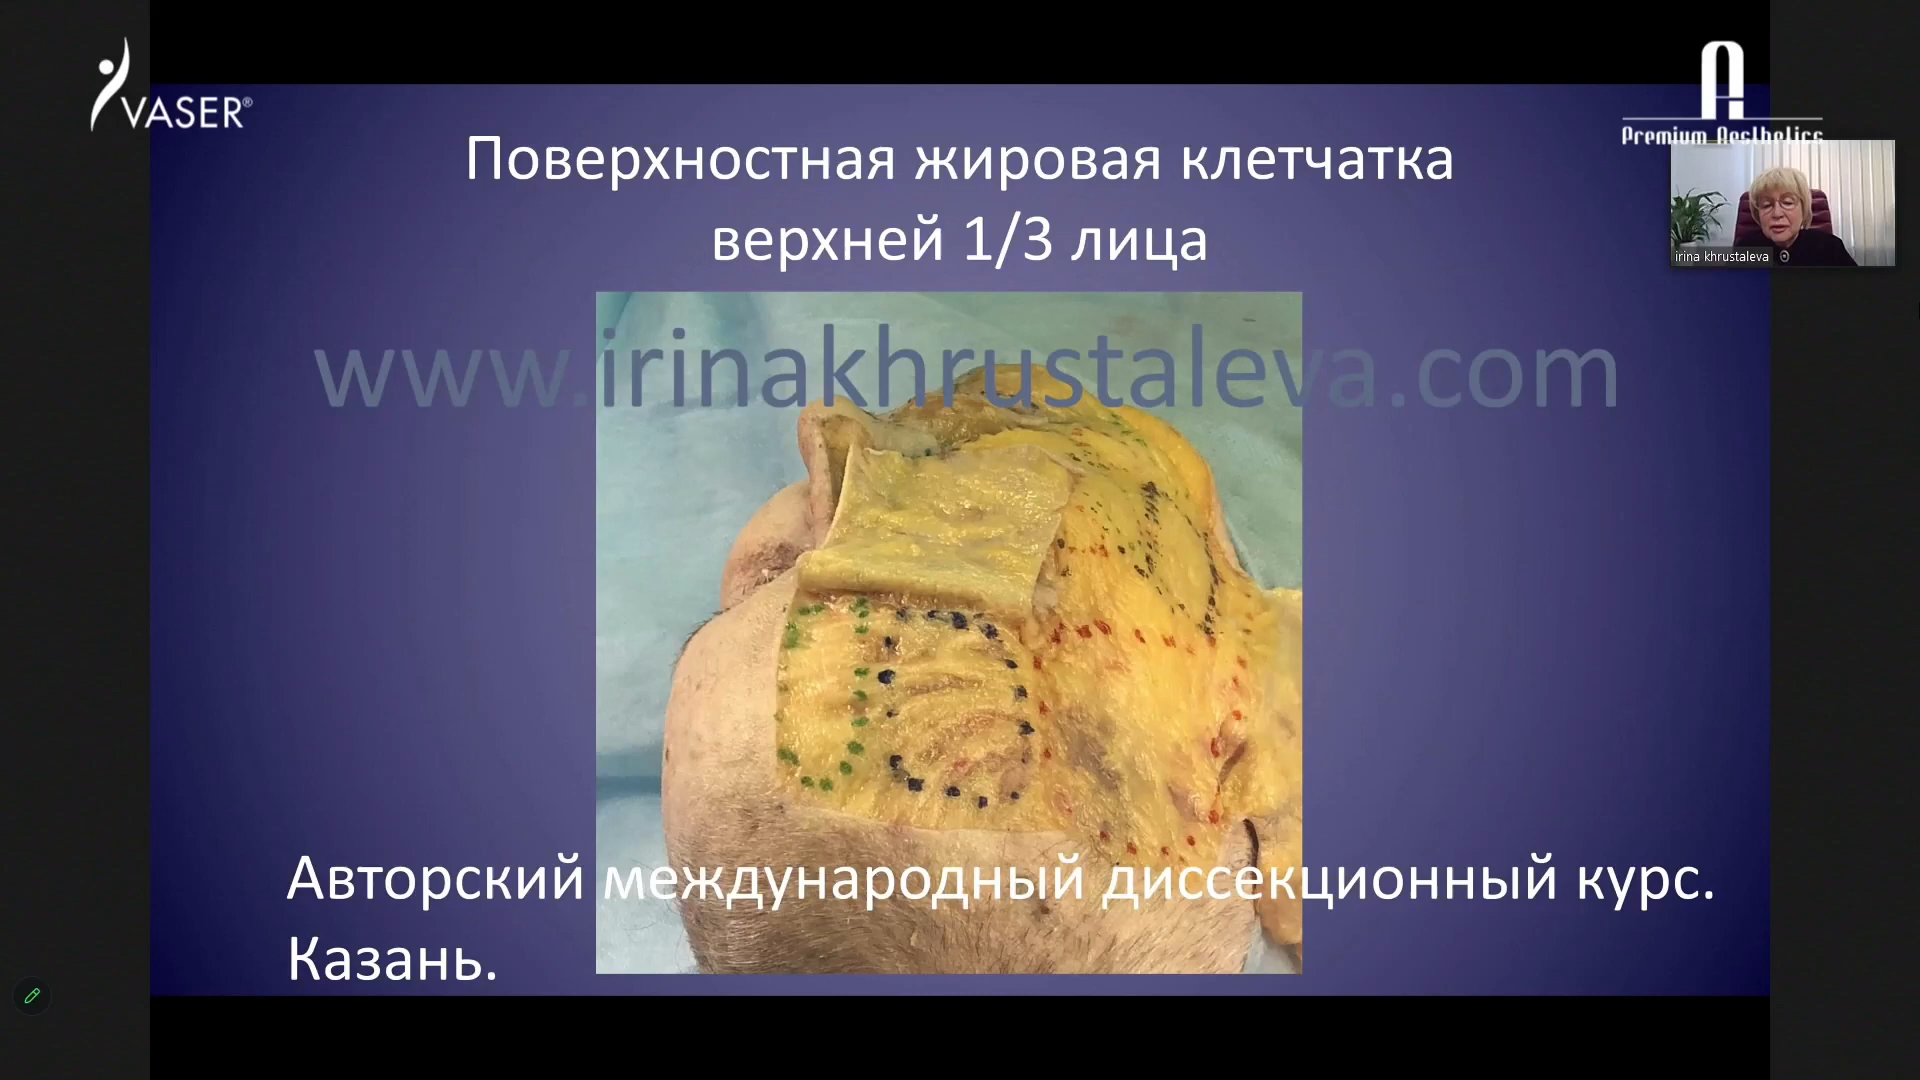 VASER®
Premium Aesthetics
Поверхностная жировая клетчатка
верхней 1/3 лица
irina khrustaleva
www.irinakhrustaleva.com
Авторский международный диссекционный курс.
Казань.